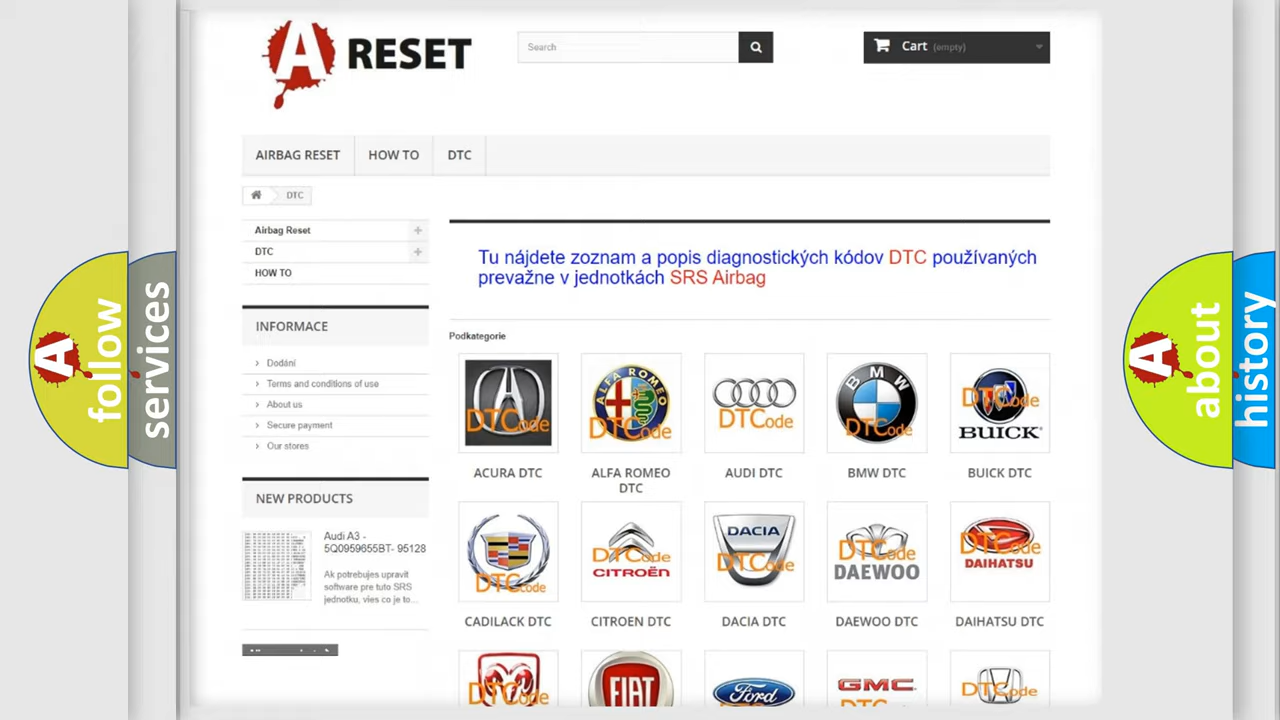 A RESET
Search
Cart (empty)
AIRBAG RESET
HOW TO
DTC
DTC
Airbag Reset
DTC
HOW TO
INFORMACE
Dodání
Terms and conditions of use
About us
Secure payment
Our stores
NEW PRODUCTS
Audi A3 -
5Q0959655BT- 95128
Ak potrebujes upravit
software pre tuto SRS
jednotku, vies co je to...
Tu nájdete zoznam a popis diagnostických kódov DTC používaných
prevažne v jednotkách SRS Airbag
Podkategorie
DTCode
ALFA ROMEO
DTCode
DTCode
BMW
DTCode
DTCode
BUICK
ACURA DTC
ALFA ROMEO
DTC
AUDI DTC
BMW DTC
BUICK DTC
DTCode
DTCode
CITROËN
DACIA
DTCode
DTCode
DAEWOO
DTCode
DAIHATSU
CADILACK DTC
CITROEN DTC
DACIA DTC
DAEWOO DTC
DAIHATSU DTC
DTCode
FIAT
Ford
GMC
DTCode
A follow
services
A about
history